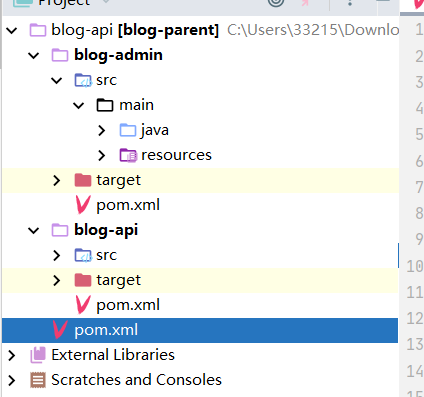 Project
blog-api [blog-parent] C:\Users\33215\Downlo
blog-admin
src
main
java
resources
target
pom.xml
blog-api
src
target
pom.xml
pom.xml
External Libraries
Scratches and Consoles
1
2
3
4
5
6
7
8
9
10
11
12
13
14
15